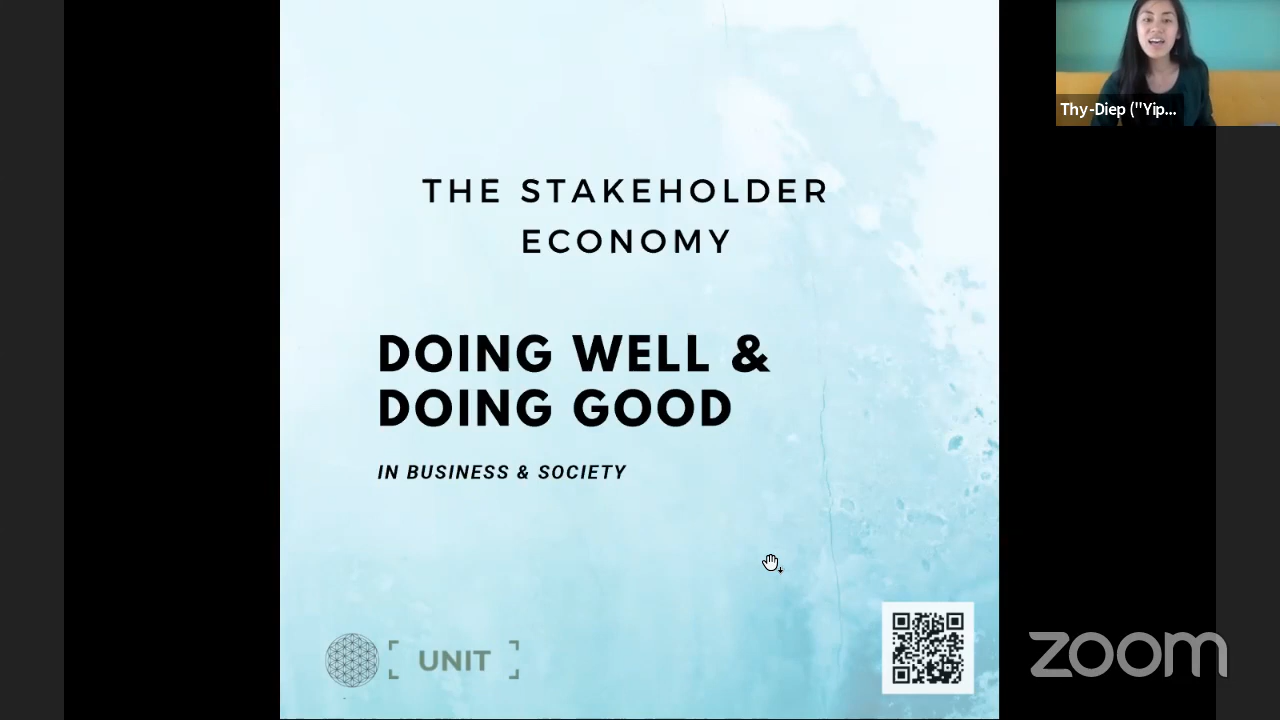 THE STAKEHOLDER
ECONOMY
DOING WELL &
DOING GOOD
IN BUSINESS & SOCIETY
UNIT
Thy-Diep ("Yip...
zoom